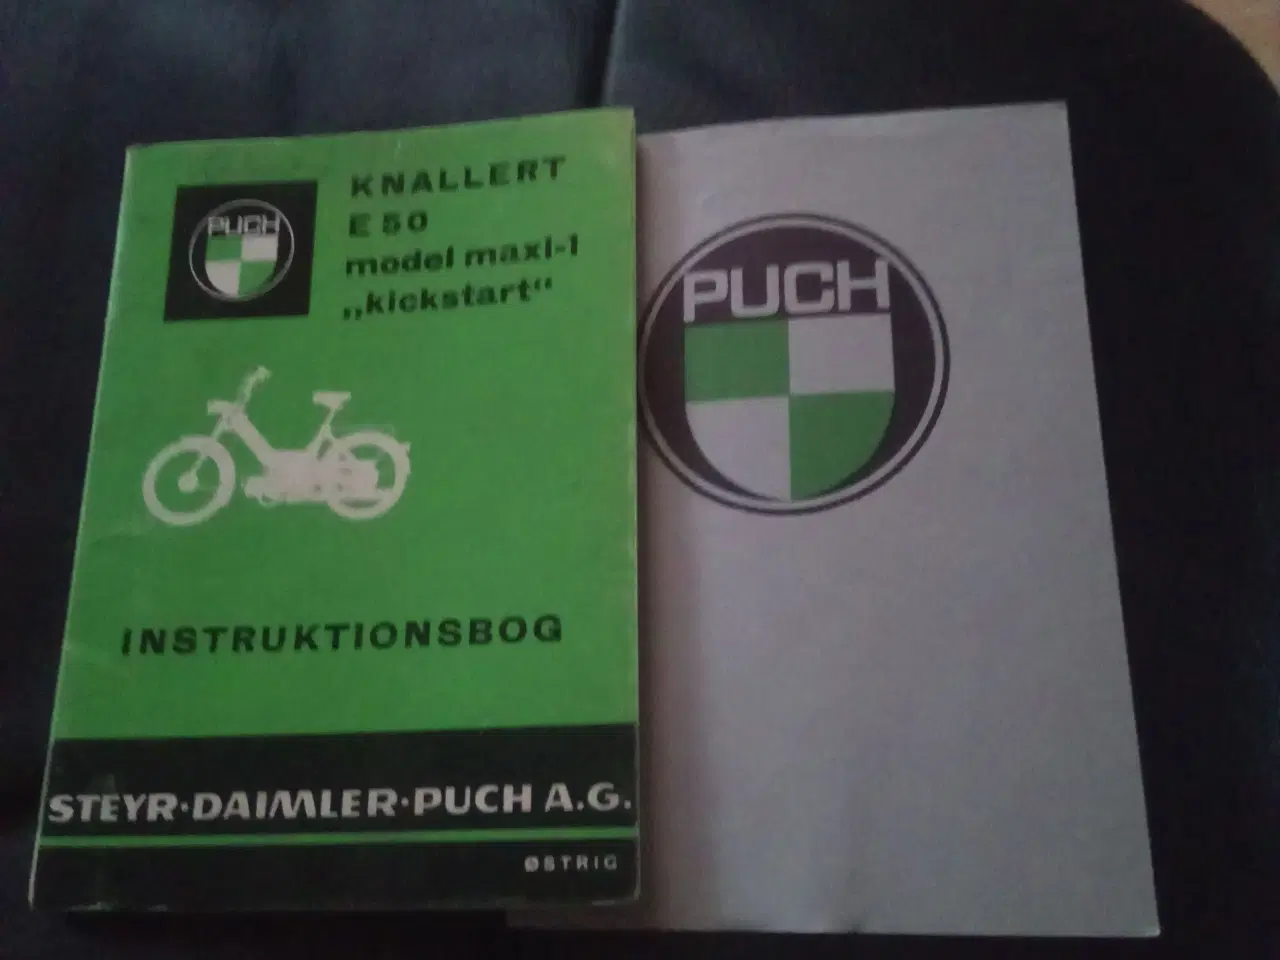 PUCH
KNALLERT
E 50
model maxi-1
„kickstart“
INSTRUKTIONSBOG
STEYR·DAIMLER·PUCH A.G.
ØSTRIG
PUCH